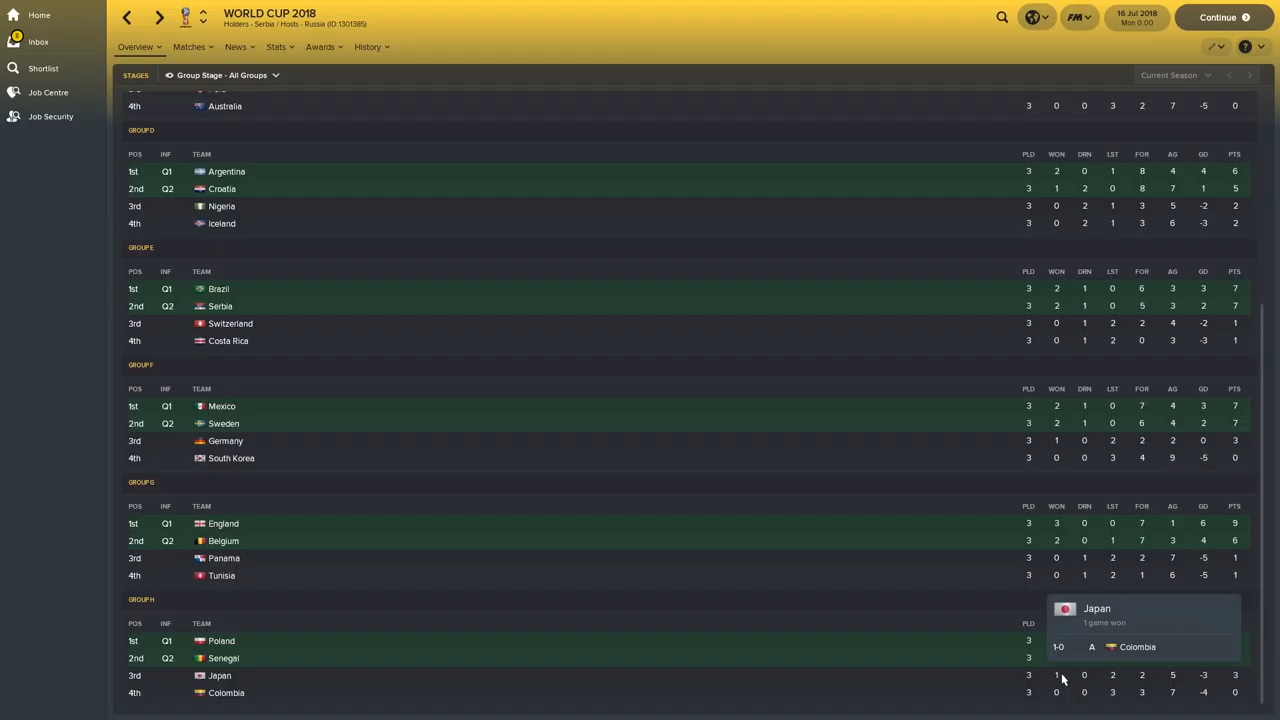 Home
8
Inbox
Shortlist
Job Centre
Job Security
WORLD CUP 2018
Holders - Serbia / Hosts - Russia (ID:1301385)
FM
16 Jul 2018
Mon 0:00
Continue
Overview Matches News Stats Awards History
?
STAGES Group Stage - All Groups Current Season
4th Australia 3 0 0 3 2 7 -5 0
GROUP D
POS INF TEAM PLD WON DRN LST FOR AG GD PTS
1st Q1 Argentina 3 2 0 1 8 4 4 6
2nd Q2 Croatia 3 1 2 0 8 7 1 5
3rd Nigeria 3 0 2 1 3 5 -2 2
4th Iceland 3 0 2 1 3 6 -3 2
GROUP E
POS INF TEAM PLD WON DRN LST FOR AG GD PTS
1st Q1 Brazil 3 2 1 0 6 3 3 7
2nd Q2 Serbia 3 2 1 0 5 3 2 7
3rd Switzerland 3 0 1 2 2 4 -2 1
4th Costa Rica 3 0 1 2 0 3 -3 1
GROUP F
POS INF TEAM PLD WON DRN LST FOR AG GD PTS
1st Q1 Mexico 3 2 1 0 7 4 3 7
2nd Q2 Sweden 3 2 1 0 6 4 2 7
3rd Germany 3 1 0 2 2 2 0 3
4th South Korea 3 0 0 3 4 9 -5 0
GROUP G
POS INF TEAM PLD WON DRN LST FOR AG GD PTS
1st Q1 England 3 3 0 0 7 1 6 9
2nd Q2 Belgium 3 2 0 1 7 3 4 6
3rd Panama 3 0 1 2 2 7 -5 1
4th Tunisia 3 0 1 2 1 6 -5 1
GROUP H
POS INF TEAM PLD
1st Q1 Poland 3
2nd Q2 Senegal 3
3rd Japan 3 1 0 2 2 5 -3 3
4th Colombia 3 0 0 3 3 7 -4 0
Japan
1 game won
1-0 A Colombia